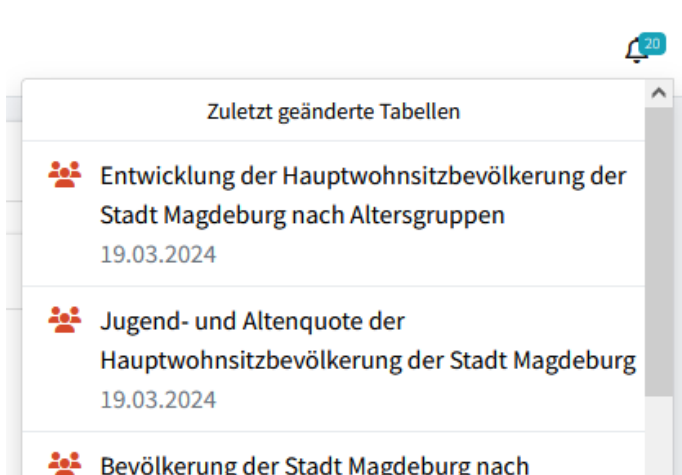 20
Zuletzt geänderte Tabellen
Entwicklung der Hauptwohnsitzbevölkerung der
Stadt Magdeburg nach Altersgruppen
19.03.2024
Jugend- und Altenquote der
Hauptwohnsitzbevölkerung der Stadt Magdeburg
19.03.2024
Bevölkerung der Stadt Magdeburg nach